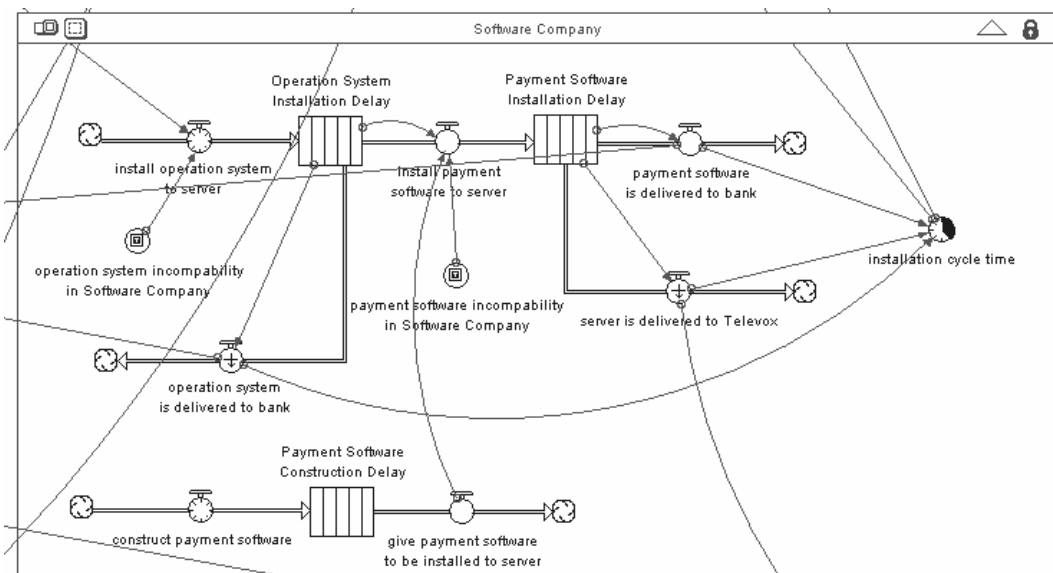 Software Company
Operation System
Installation Delay
Payment Software
Installation Delay
install operation system
to server
install payment
software to server
payment software
is delivered to bank
operation system incompability
in Software Company
payment software incompability
in Software Company
installation cycle time
server is delivered to Televox
operation system
is delivered to bank
Payment Software
Construction Delay
construct payment software
give payment software
to be installed to server